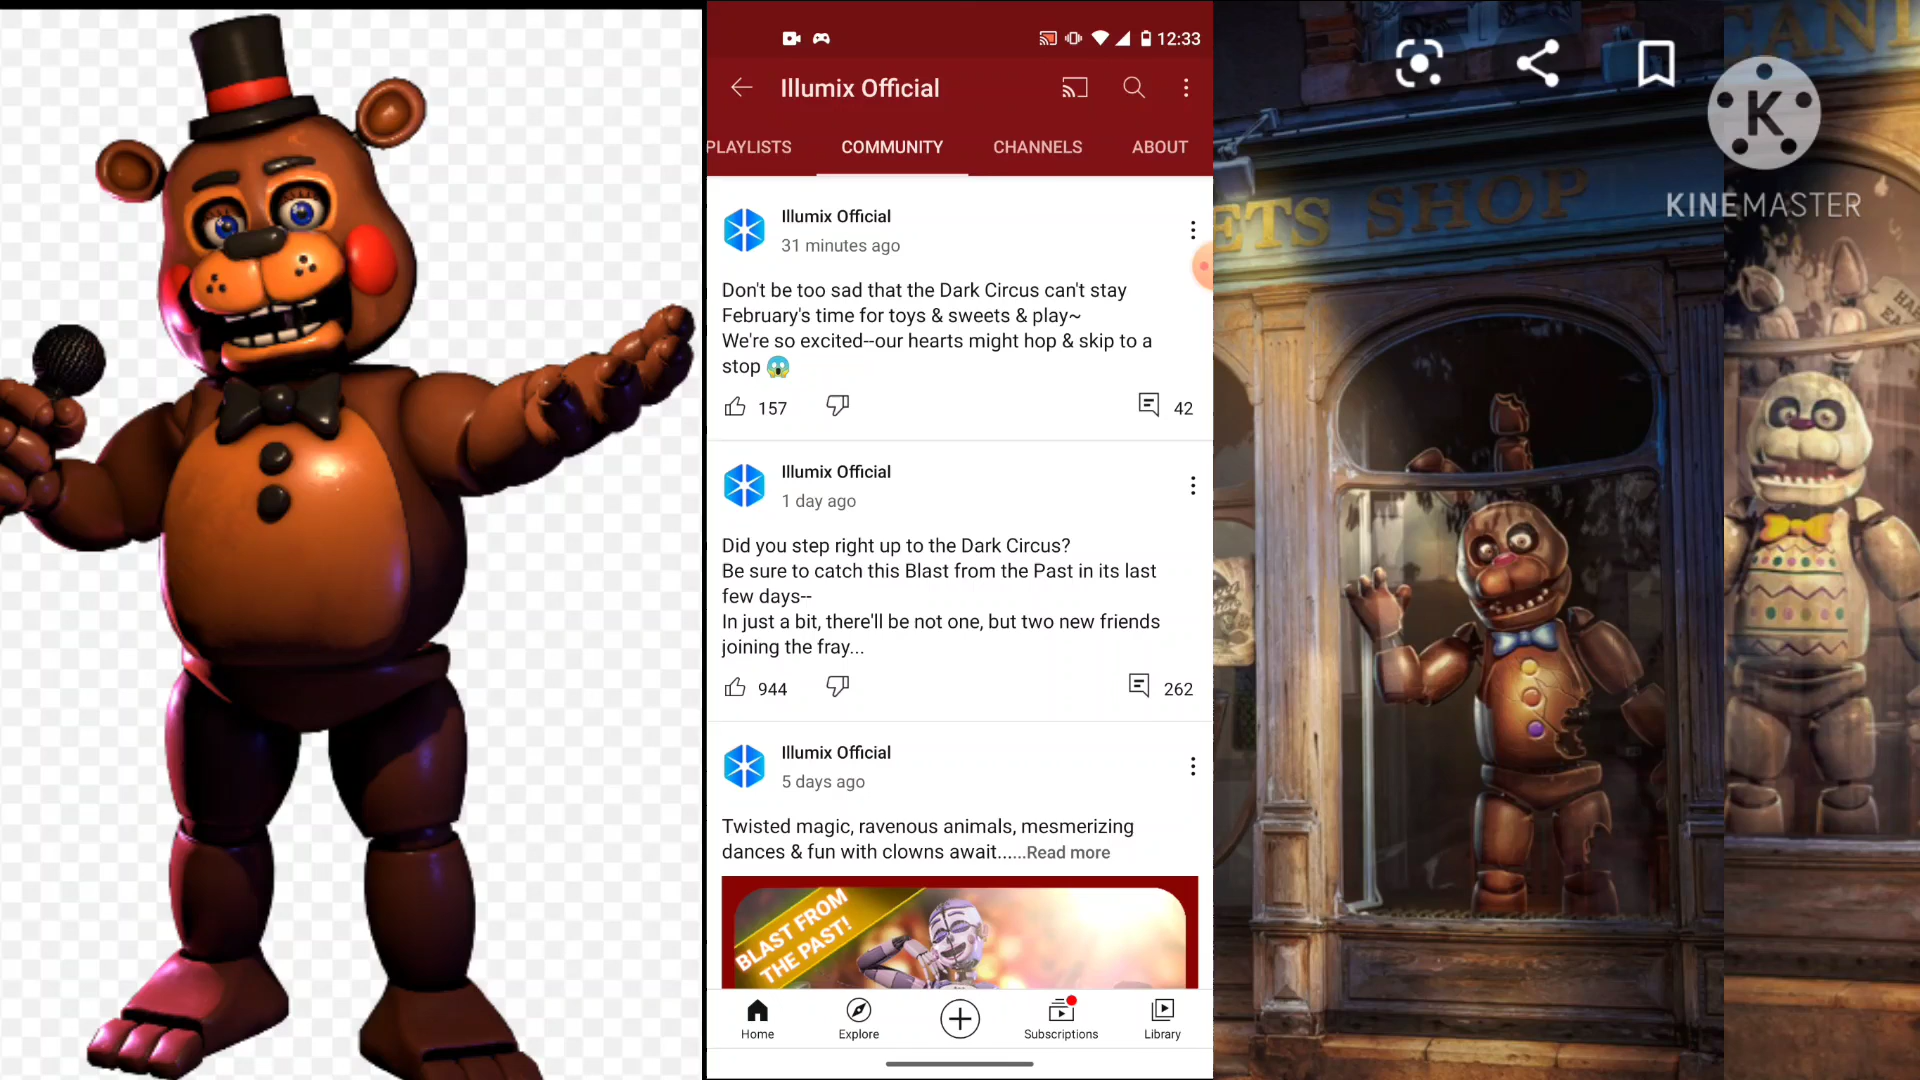 12:33
Illumix Official
PLAYLISTS COMMUNITY CHANNELS ABOUT
Illumix Official
31 minutes ago
Don't be too sad that the Dark Circus can't stay
February's time for toys & sweets & play~
We're so excited--our hearts might hop & skip to a
stop 😱
157 42
Illumix Official
1 day ago
Did you step right up to the Dark Circus?
Be sure to catch this Blast from the Past in its last
few days--
In just a bit, there'll be not one, but two new friends
joining the fray...
944 262
Illumix Official
5 days ago
Twisted magic, ravenous animals, mesmerizing
dances & fun with clowns await......Read more
BLAST FROM
THE PAST!
Home Explore Subscriptions Library
ETS SHOP
CAN
K
KINEMASTER